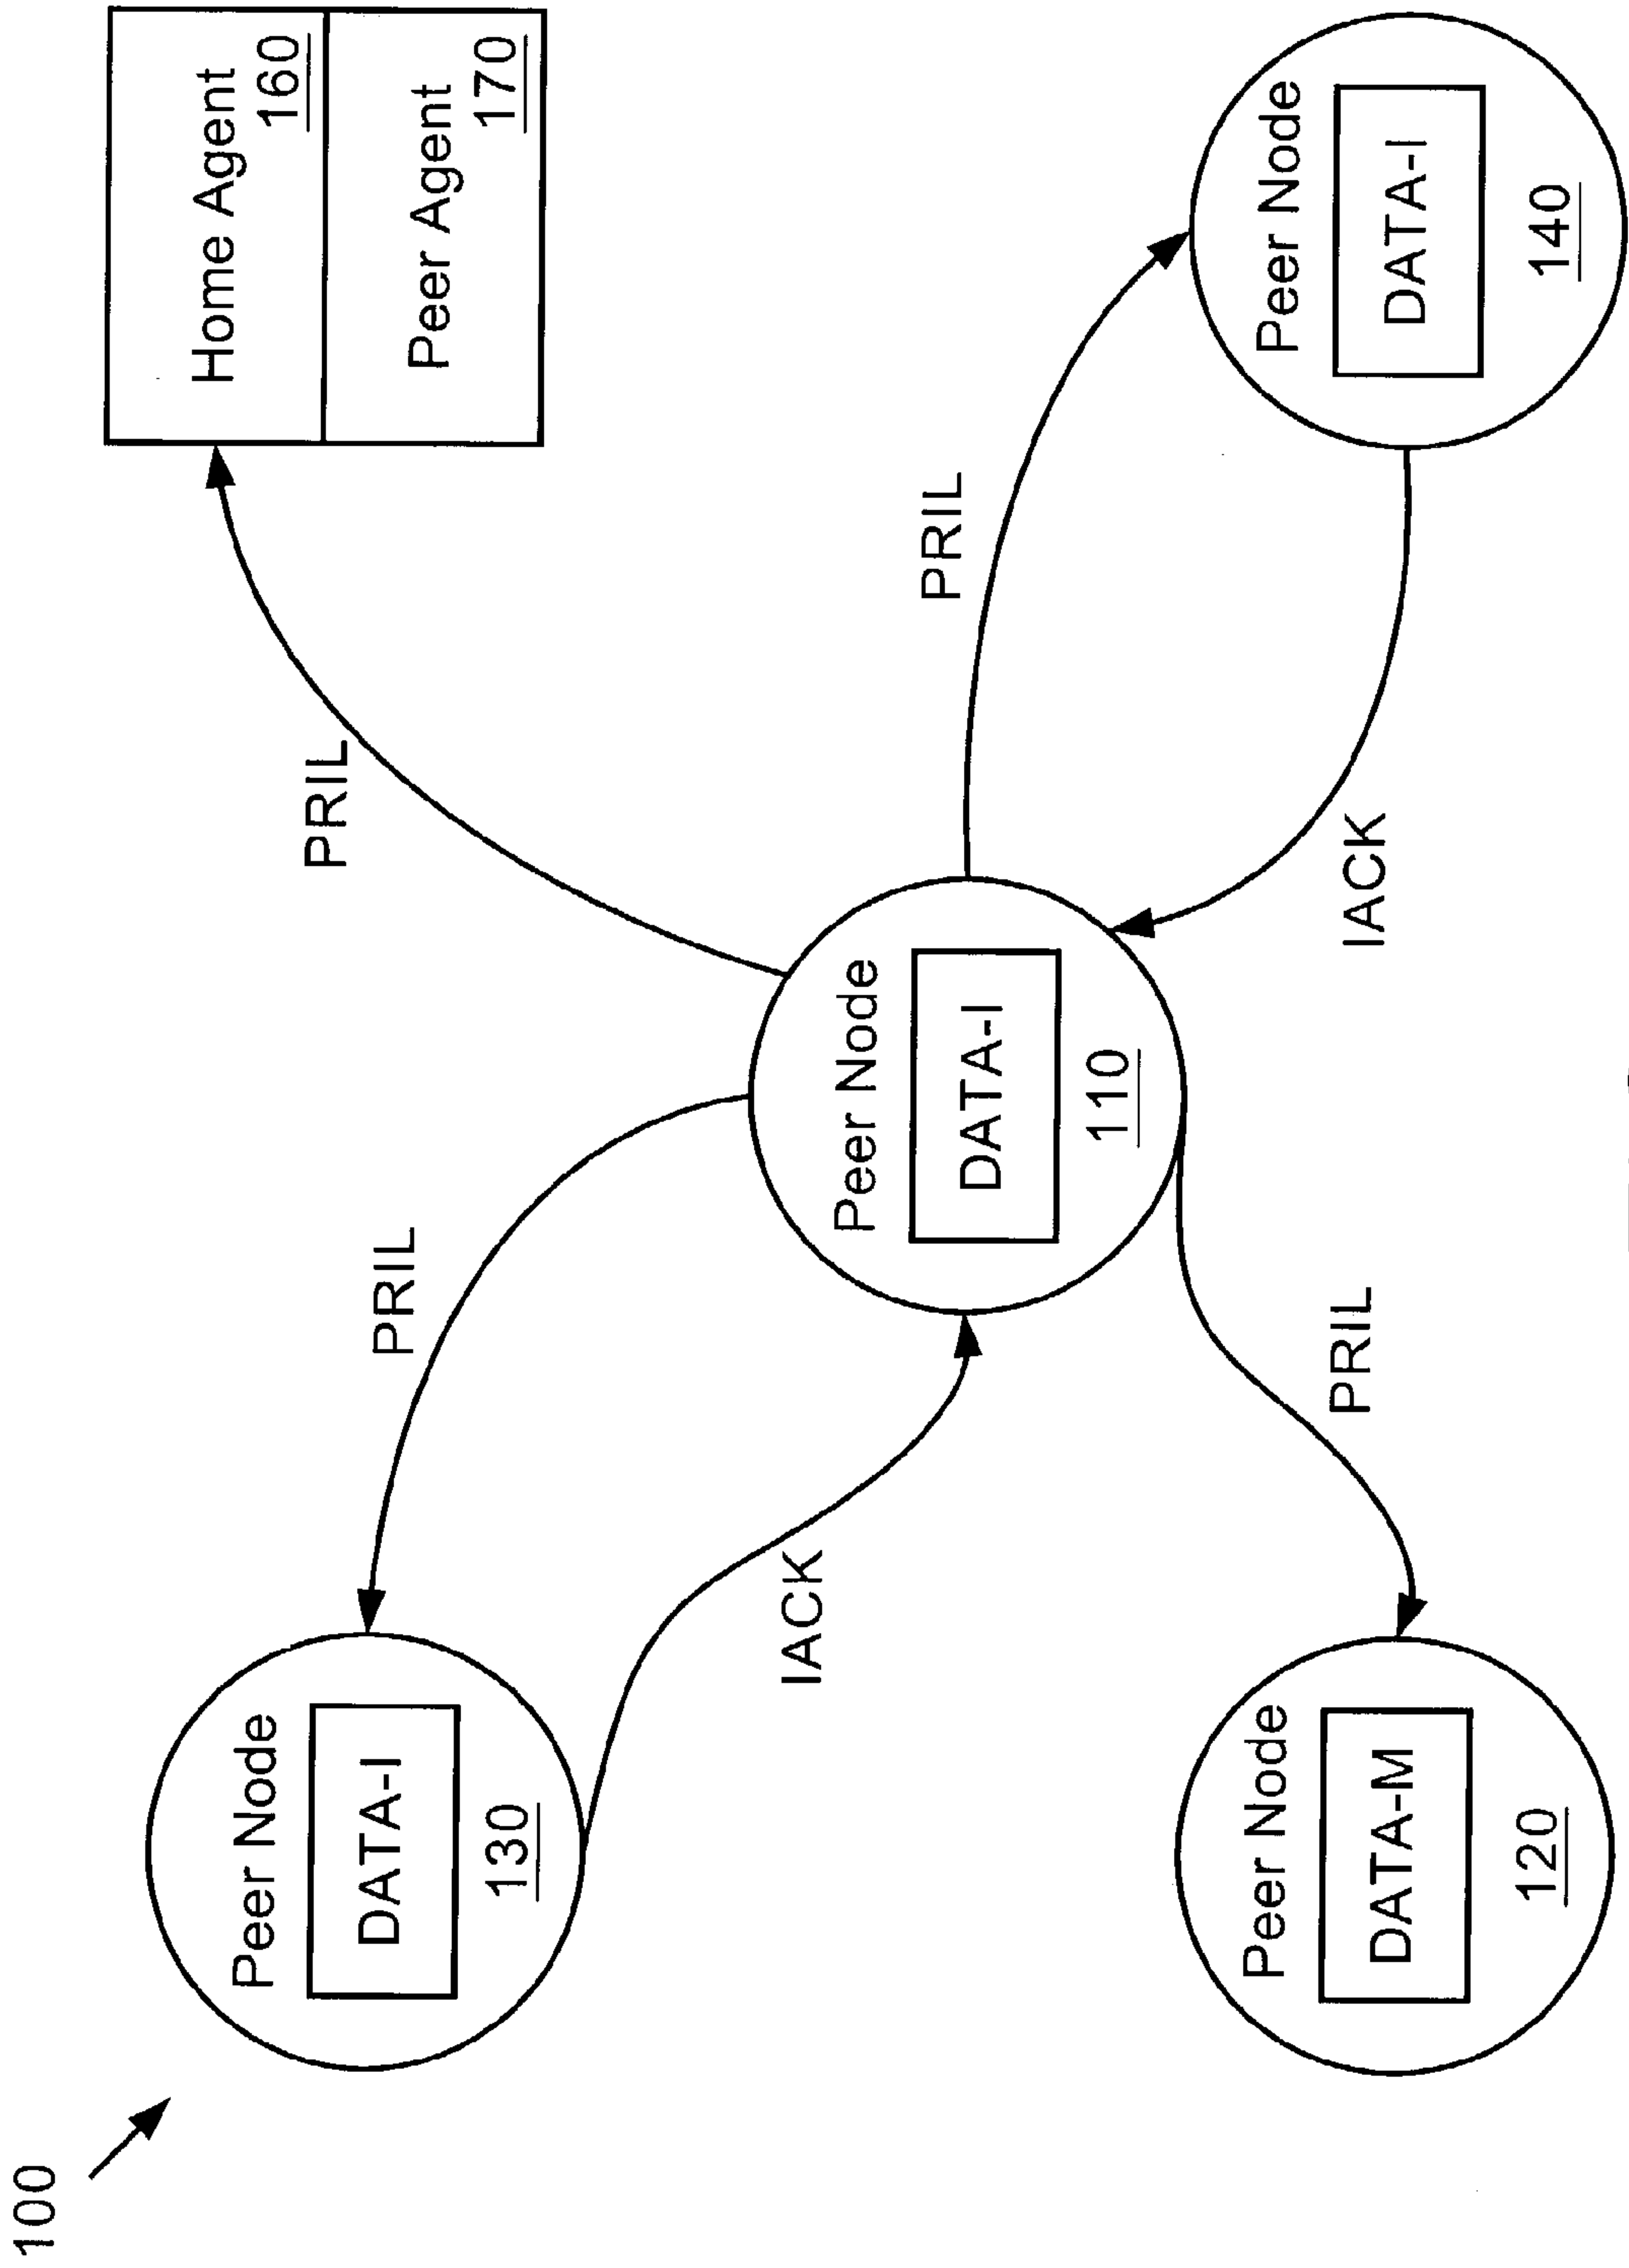 100
Peer Node
DATA-I
130
PRIL
IACK
PRIL
Home Agent
160
Peer Agent
170
Peer Node
DATA-I
110
PRIL
IACK
PRIL
Peer Node
DATA-M
120
Peer Node
DATA-I
140